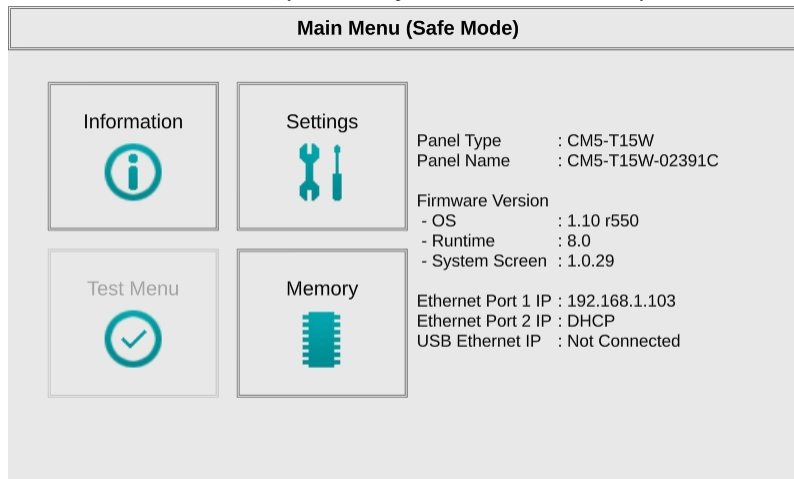 Main Menu (Safe Mode)
Information
Settings
Test Menu
Memory
Panel Type : CM5-T15W
Panel Name : CM5-T15W-02391C
Firmware Version
- OS : 1.10 r550
- Runtime : 8.0
- System Screen : 1.0.29
Ethernet Port 1 IP : 192.168.1.103
Ethernet Port 2 IP : DHCP
USB Ethernet IP : Not Connected